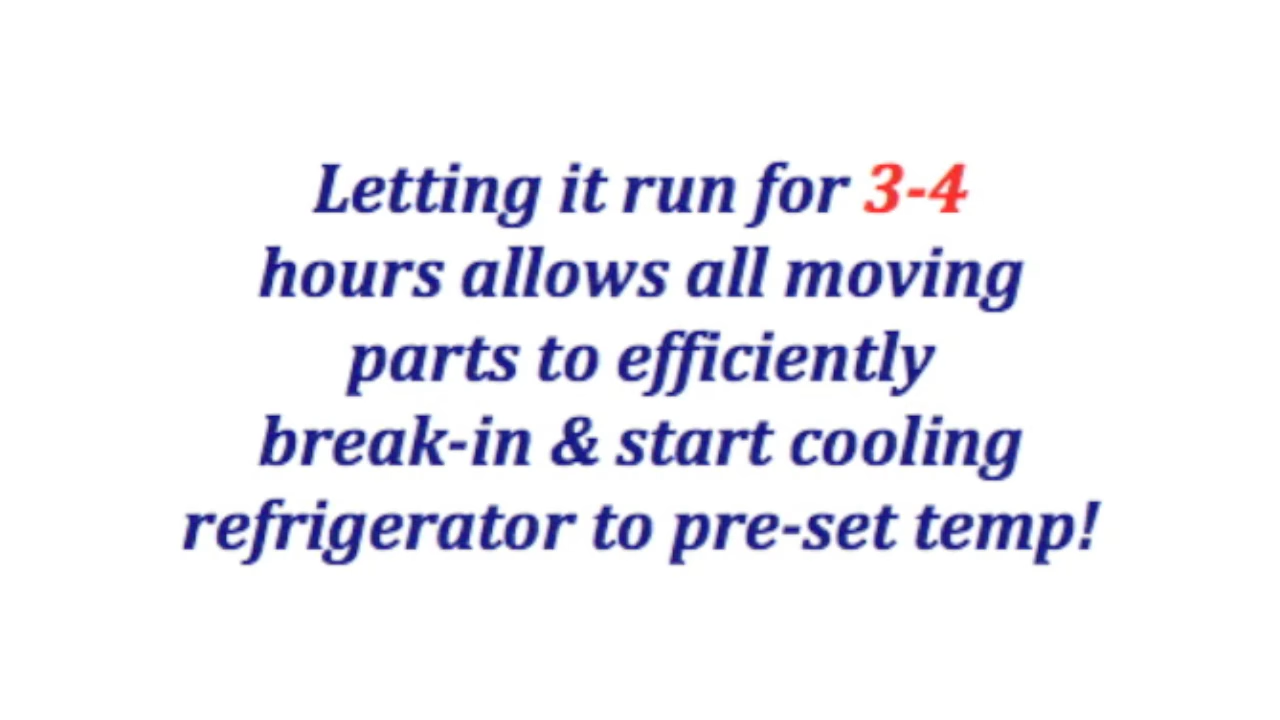 Letting it run for 3-4
hours allows all moving
parts to efficiently
break-in & start cooling
refrigerator to pre-set temp!